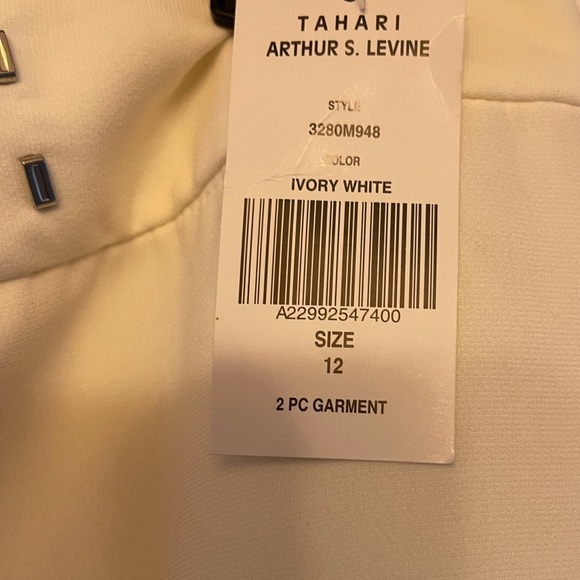 TAHARI
ARTHUR S. LEVINE
STYLE
3280M948
COLOR
IVORY WHITE
A22992547400
SIZE
12
2 PC GARMENT